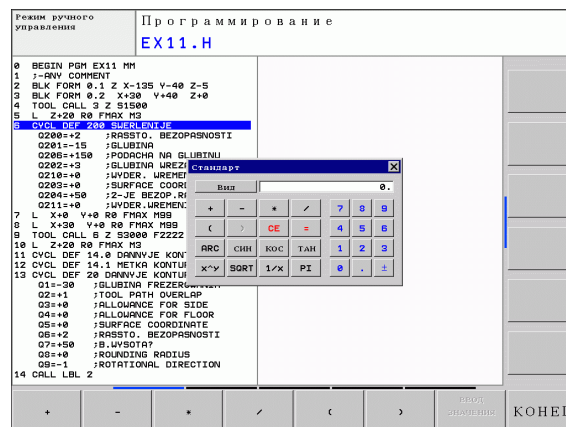 Режим ручного
управления
Программирование
EX11.H
0 BEGIN PGM EX11 MM
1 ;-ANY COMMENT
2 BLK FORM 0.1 Z X-135 Y-40 Z-5
3 BLK FORM 0.2 X+30 Y+40 Z+0
4 TOOL CALL 3 Z S1500
5 L Z+20 R0 FMAX M3
6 CYCL DEF 200 SWERLENIJE
Q200=+2 ;RASSTO. BEZOPASNOSTI
Q201=-15 ;GLUBINA
Q206=+150 ;PODACHA NA GLUBINU
Q202=+3 ;GLUBINA
Q210=+0 ;WYDER.
Q203=+0 ;SURFACE
Q204=+50 ;2-JE
Q211=+0 ;WYDER.
7 L X+0 Y+0 R0 FMAX M99
8 L X+30 Y+0 R0 FMAX M99
9 TOOL CALL 6 Z S3000 F2222
10 L Z+20 R0 FMAX M3
11 CYCL DEF 14.0 DANNYJE
12 CYCL DEF 14.1 METKA
13 CYCL DEF 20 DANNYJE
Q1=-30 ;GLUBINA FREZEROWANIA
Q2=+1 ;TOOL PATH OVERLAP
Q3=+0 ;ALLOWANCE FOR SIDE
Q4=+0 ;ALLOWANCE FOR FLOOR
Q5=+0 ;SURFACE COORDINATE
Q6=+2 ;RASSTO. BEZOPASNOSTI
Q7=+50 ;B.WYSOTA?
Q8=+0 ;ROUNDING RADIUS
Q9=-1 ;ROTATIONAL DIRECTION
14 CALL LBL 2
Стандарт
Вид 0.
+ - * / 7 8 9
( ) CE = 4 5 6
ARC СИН КОС ТАН 1 2 3
X^Y SQRT 1/X PI 0 . ±
+ - * / ( )
ВВОД
ЗНАЧЕНИЯ
КОНЕЦ